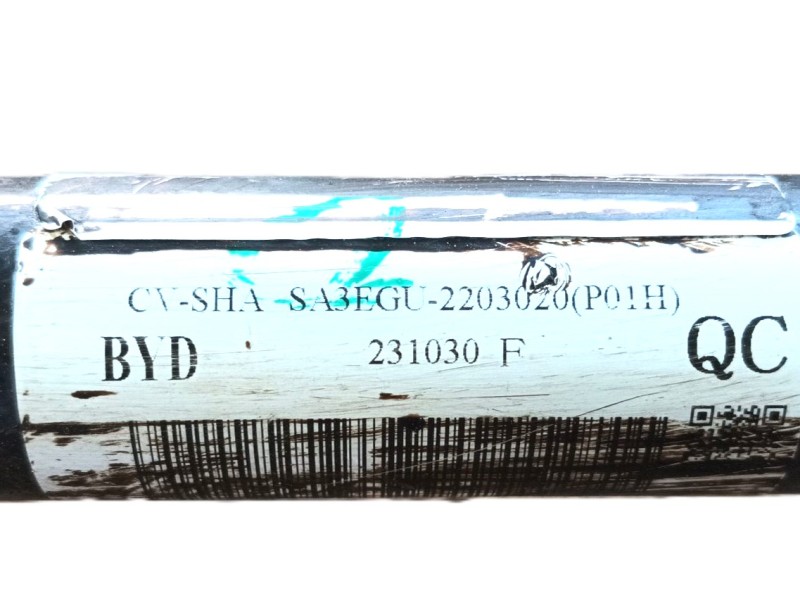 CV-SHA SA3EGU-2203020(P01H)
BYD 231030 F QC